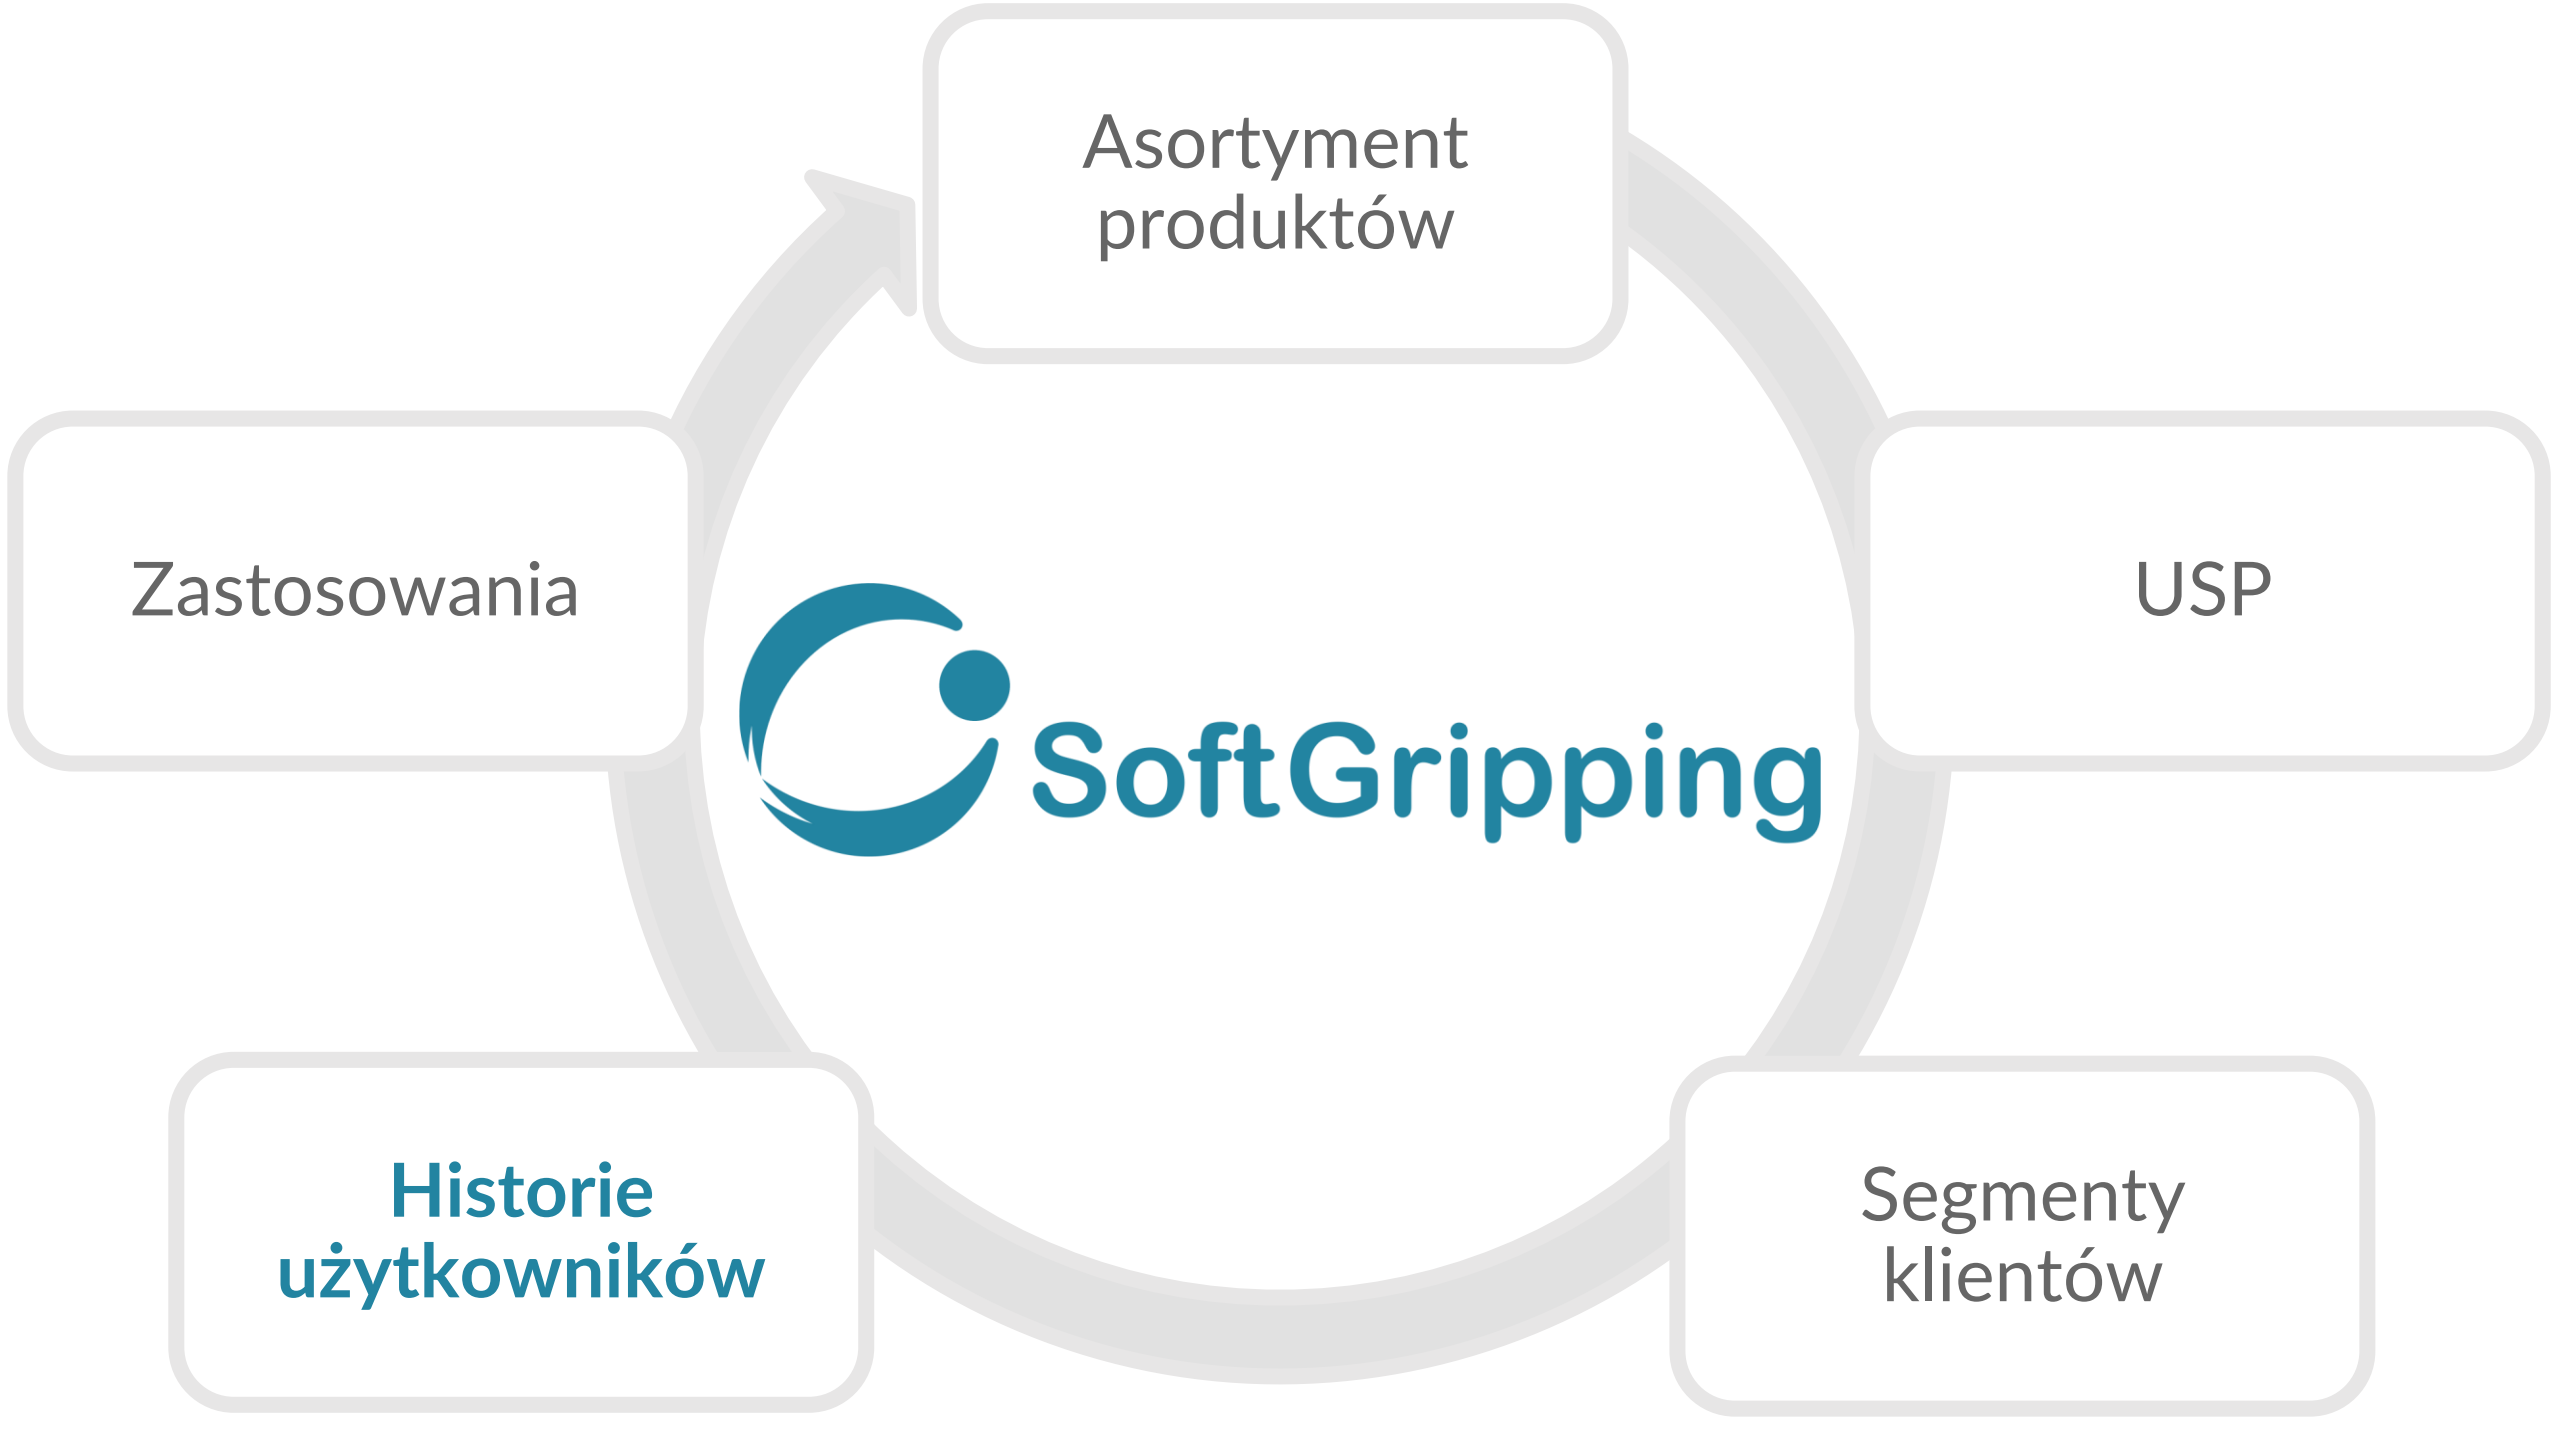 Asortyment
produktów
Zastosowania
USP
SoftGripping
Historie
użytkowników
Segmenty
klientów